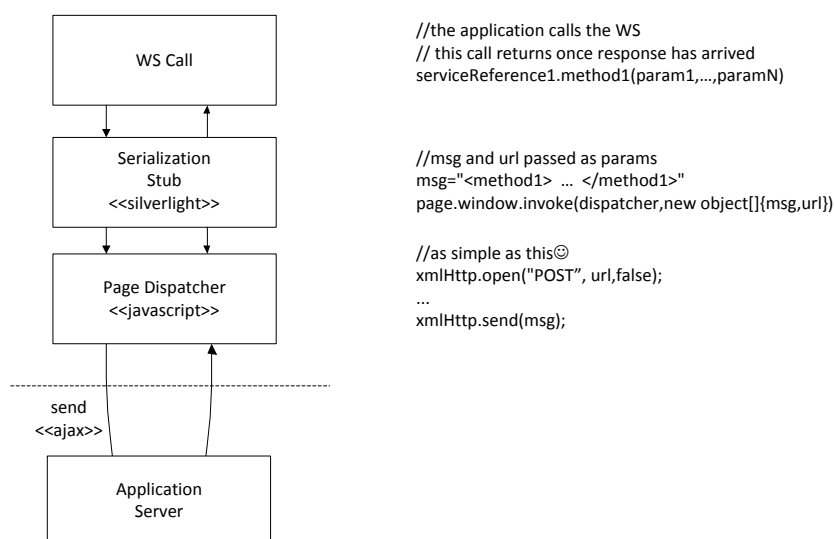 WS Call
//the application calls the WS
// this call returns once response has arrived
serviceReference1.method1(param1,…,paramN)
Serialization
Stub
<<silverlight>>
//msg and url passed as params
msg="<method1> … </method1>"
page.window.invoke(dispatcher,new object[]{msg,url})
Page Dispatcher
<<javascript>>
//as simple as this☺
xmlHttp.open("POST”, url,false);
...
xmlHttp.send(msg);
send
<<ajax>>
Application
Server